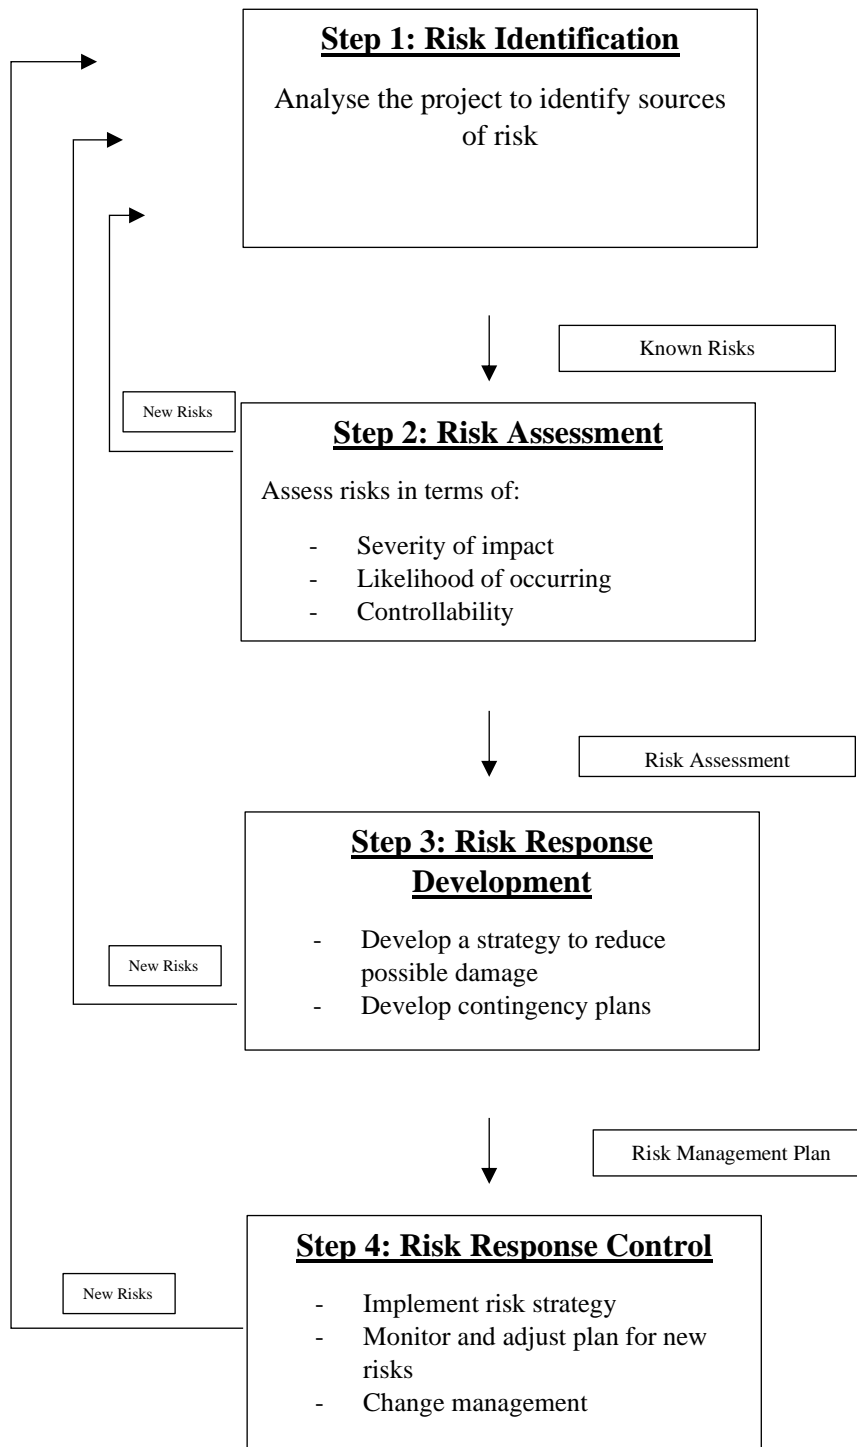 Step 1: Risk Identification
Analyse the project to identify sources
of risk
Known Risks
New Risks
Step 2: Risk Assessment
Assess risks in terms of:
- Severity of impact
- Likelihood of occurring
- Controllability
Risk Assessment
Step 3: Risk Response
Development
- Develop a strategy to reduce
possible damage
- Develop contingency plans
New Risks
Risk Management Plan
Step 4: Risk Response Control
New Risks
- Implement risk strategy
- Monitor and adjust plan for new
risks
- Change management